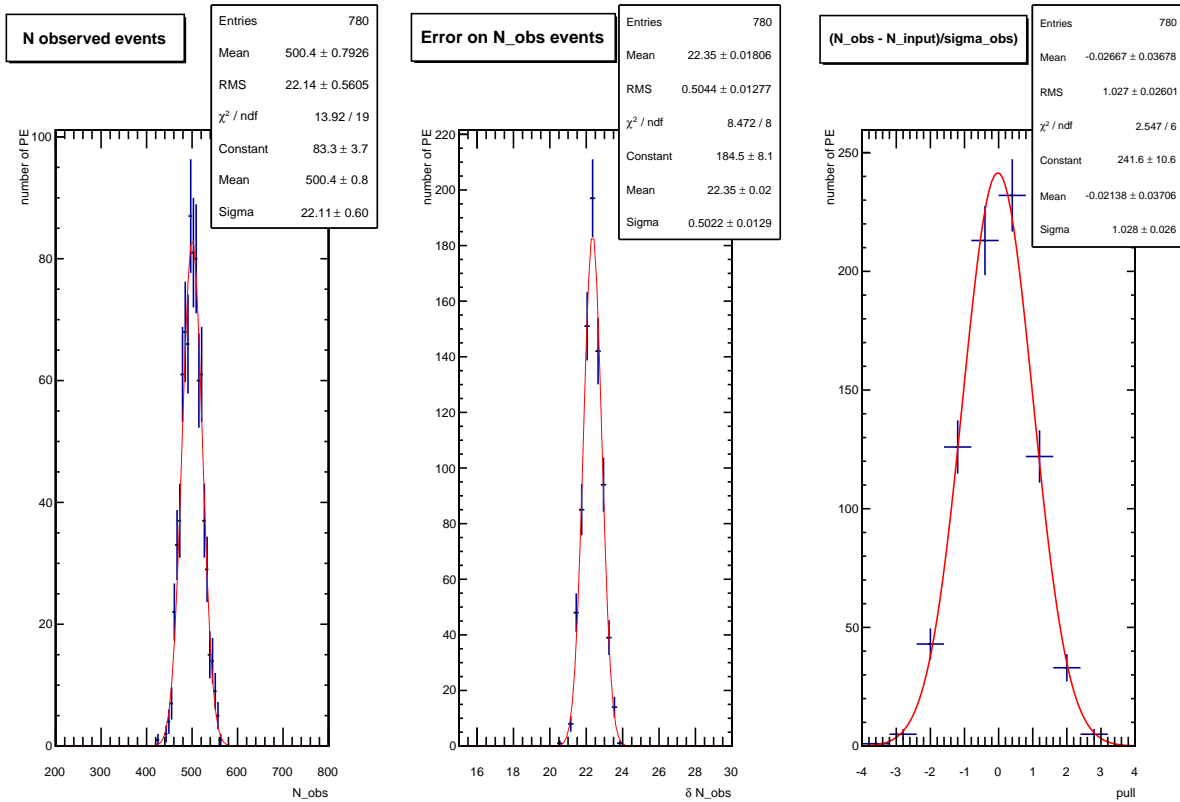 N observed events
Entries 780
Mean 500.4 ± 0.7926
RMS 22.14 ± 0.5605
χ² / ndf 13.92 / 19
Constant 83.3 ± 3.7
Mean 500.4 ± 0.8
Sigma 22.11 ± 0.60
number of PE
100
80
60
40
20
0
200 300 400 500 600 700 800
N_obs
Error on N_obs events
Entries 780
Mean 22.35 ± 0.01806
RMS 0.5044 ± 0.01277
χ² / ndf 8.472 / 8
Constant 184.5 ± 8.1
Mean 22.35 ± 0.02
Sigma 0.5022 ± 0.0129
number of PE
220
200
180
160
140
120
100
80
60
40
20
0
16 18 20 22 24 26 28 30
δ N_obs
(N_obs - N_input)/sigma_obs)
Entries 780
Mean -0.02667 ± 0.03678
RMS 1.027 ± 0.02601
χ² / ndf 2.547 / 6
Constant 241.6 ± 10.6
Mean -0.02138 ± 0.03706
Sigma 1.028 ± 0.026
number of PE
250
200
150
100
50
0
-4 -3 -2 -1 0 1 2 3 4
pull